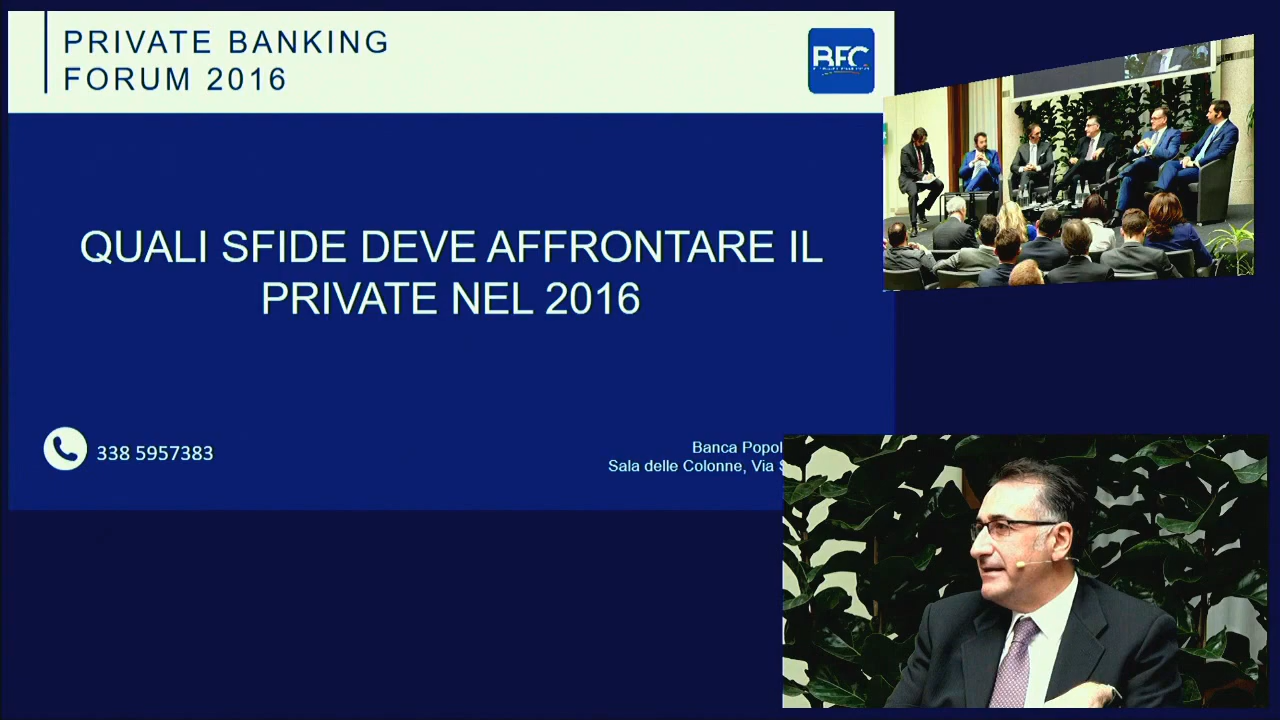 PRIVATE BANKING
FORUM 2016
BFC
QUALI SFIDE DEVE AFFRONTARE IL
PRIVATE NEL 2016
338 5957383
Banca Popol
Sala delle Colonne, Via S